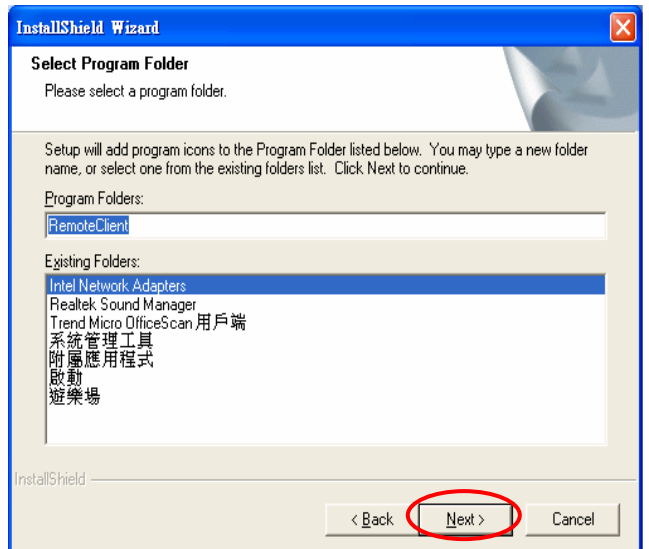 InstallShield Wizard
Select Program Folder
Please select a program folder.
Setup will add program icons to the Program Folder listed below. You may type a new folder
name, or select one from the existing folders list. Click Next to continue.
Program Folders:
RemoteClient
Existing Folders:
Intel Network Adapters
Realtek Sound Manager
Trend Micro OfficeScan 用戶端
系統管理工具
附屬應用程式
啟動
遊樂場
InstallShield
< Back Next > Cancel